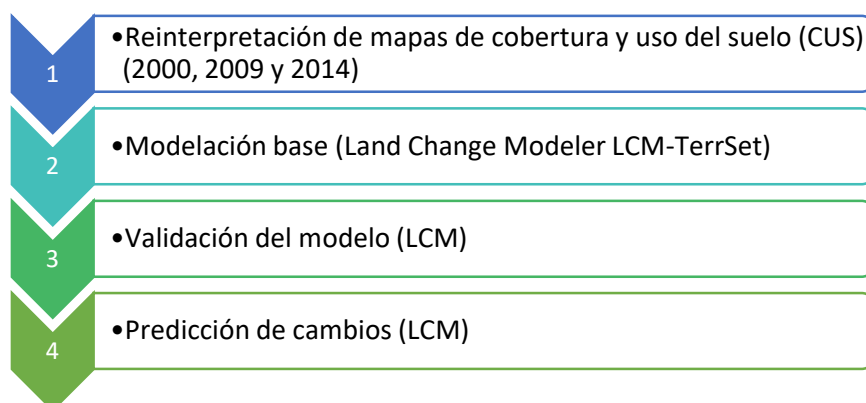 1
•Reinterpretación de mapas de cobertura y uso del suelo (CUS)
(2000, 2009 y 2014)
2
•Modelación base (Land Change Modeler LCM-TerrSet)
3
•Validación del modelo (LCM)
4
•Predicción de cambios (LCM)